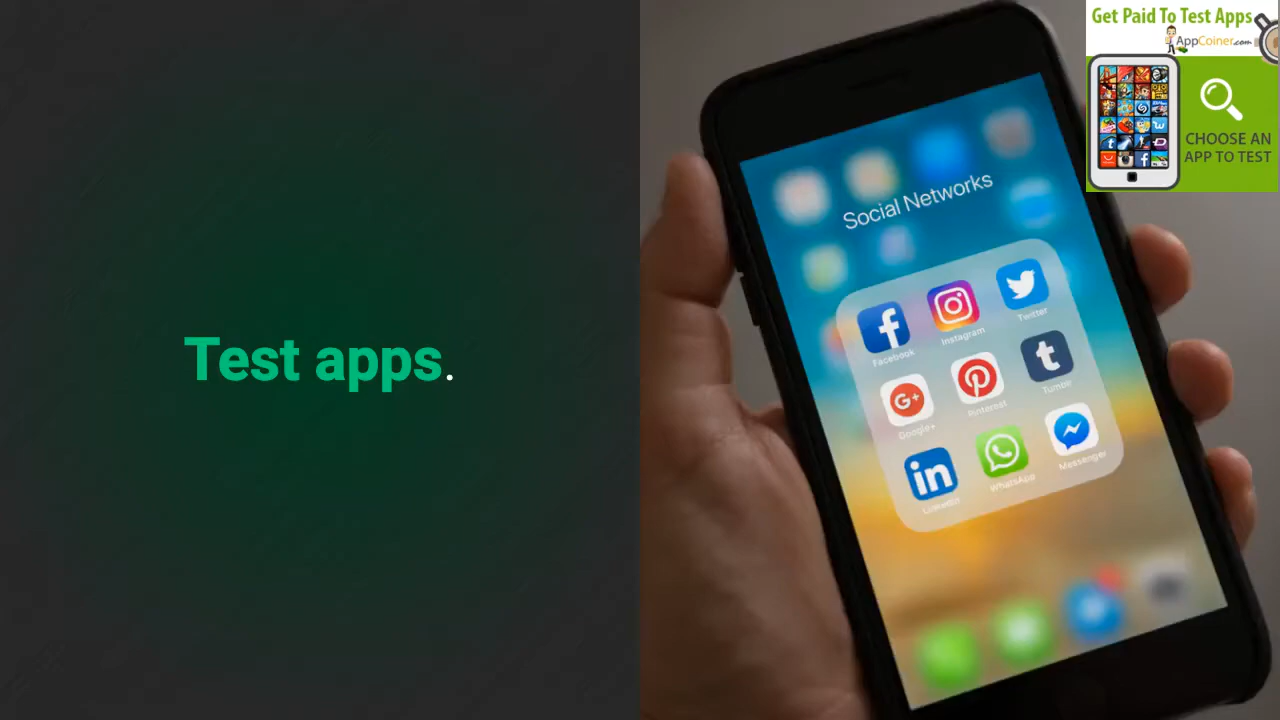 Test apps.
Get Paid To Test Apps
AppCoiner.com
CHOOSE AN
APP TO TEST
Social Networks
Facebook
Instagram
Twitter
Google+
Pinterest
Tumblr
LinkedIn
WhatsApp
Messenger